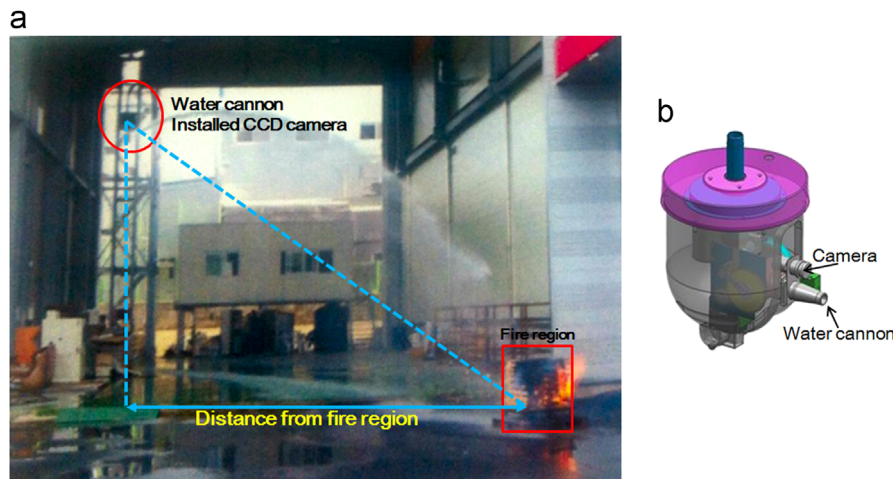 a
Water cannon
Installed CCD camera
Fire region
Distance from fire region
b
Camera
Water cannon